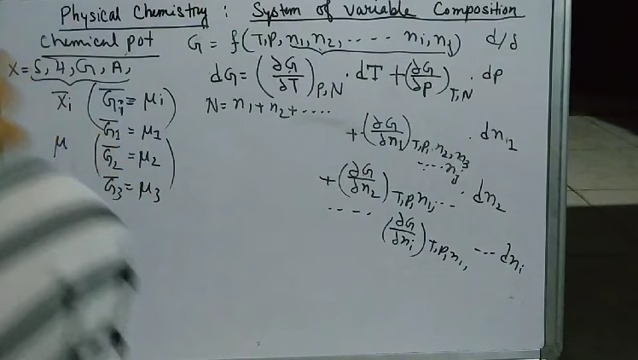 Physical Chemistry : System of variable Composition
Chemical pot
G = f(T, P, n₁, n₂, ..... nᵢ, nⱼ) d/∂
X = S, H, G, A,
dG = (∂G/∂T)P,N · dT + (∂G/∂P)T,N · dp
X̄ᵢ (Ḡᵢ = μᵢ)
N = n₁ + n₂ + .....
Ḡ₁ = μ₁
+ (∂G/∂n₁)T,P,n₂,n₃ ..... nⱼ · dn₁
μ
Ḡ₂ = μ₂
Ḡ₃ = μ₃
+ (∂G/∂n₂)T,P,n₁,... · dn₂
.....
(∂G/∂nᵢ)T,P,n₁, ... dnᵢ